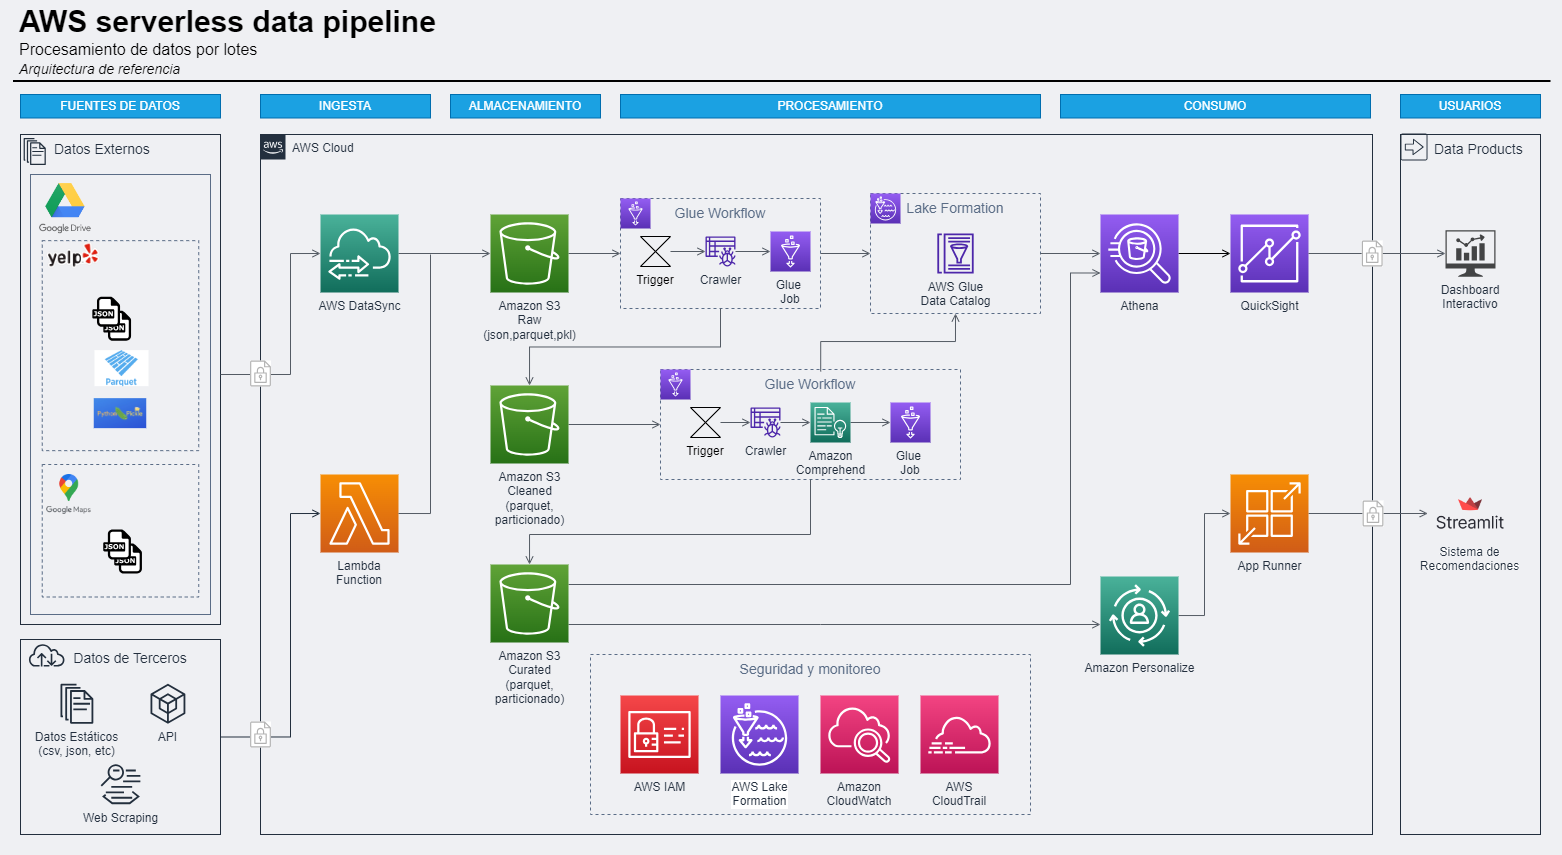 AWS serverless data pipeline
Procesamiento de datos por lotes
Arquitectura de referencia
FUENTES DE DATOS
INGESTA
ALMACENAMIENTO
PROCESAMIENTO
CONSUMO
USUARIOS
Datos Externos
Google Drive
yelp
JSON
JSON
Parquet
Python Pickle
Google Maps
JSON
JSON
Datos de Terceros
Datos Estáticos
(csv, json, etc)
API
Web Scraping
aws
AWS Cloud
AWS DataSync
Lambda
Function
Amazon S3
Raw
(json,parquet,pkl)
Amazon S3
Cleaned
(parquet,
particionado)
Amazon S3
Curated
(parquet,
particionado)
Glue Workflow
Trigger
Crawler
Glue
Job
Lake Formation
AWS Glue
Data Catalog
Glue Workflow
Trigger
Crawler
Amazon
Comprehend
Glue
Job
Seguridad y monitoreo
AWS IAM
AWS Lake
Formation
Amazon
CloudWatch
AWS
CloudTrail
Athena
QuickSight
App Runner
Amazon Personalize
Data Products
Dashboard
Interactivo
Streamlit
Sistema de
Recomendaciones